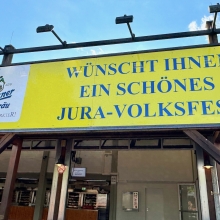 WÜNSCHT IHNEN
EIN SCHÖNES
JURA-VOLKSFES